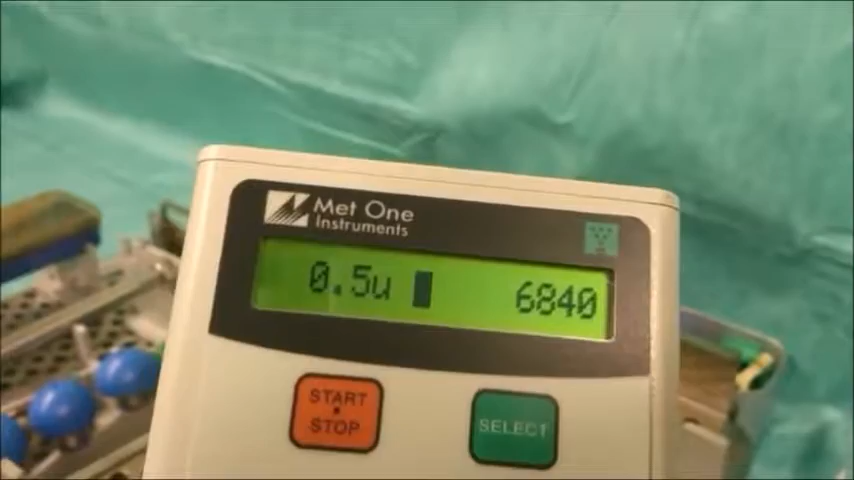 Met One
Instruments
0.5u 6840
START
STOP
SELECT